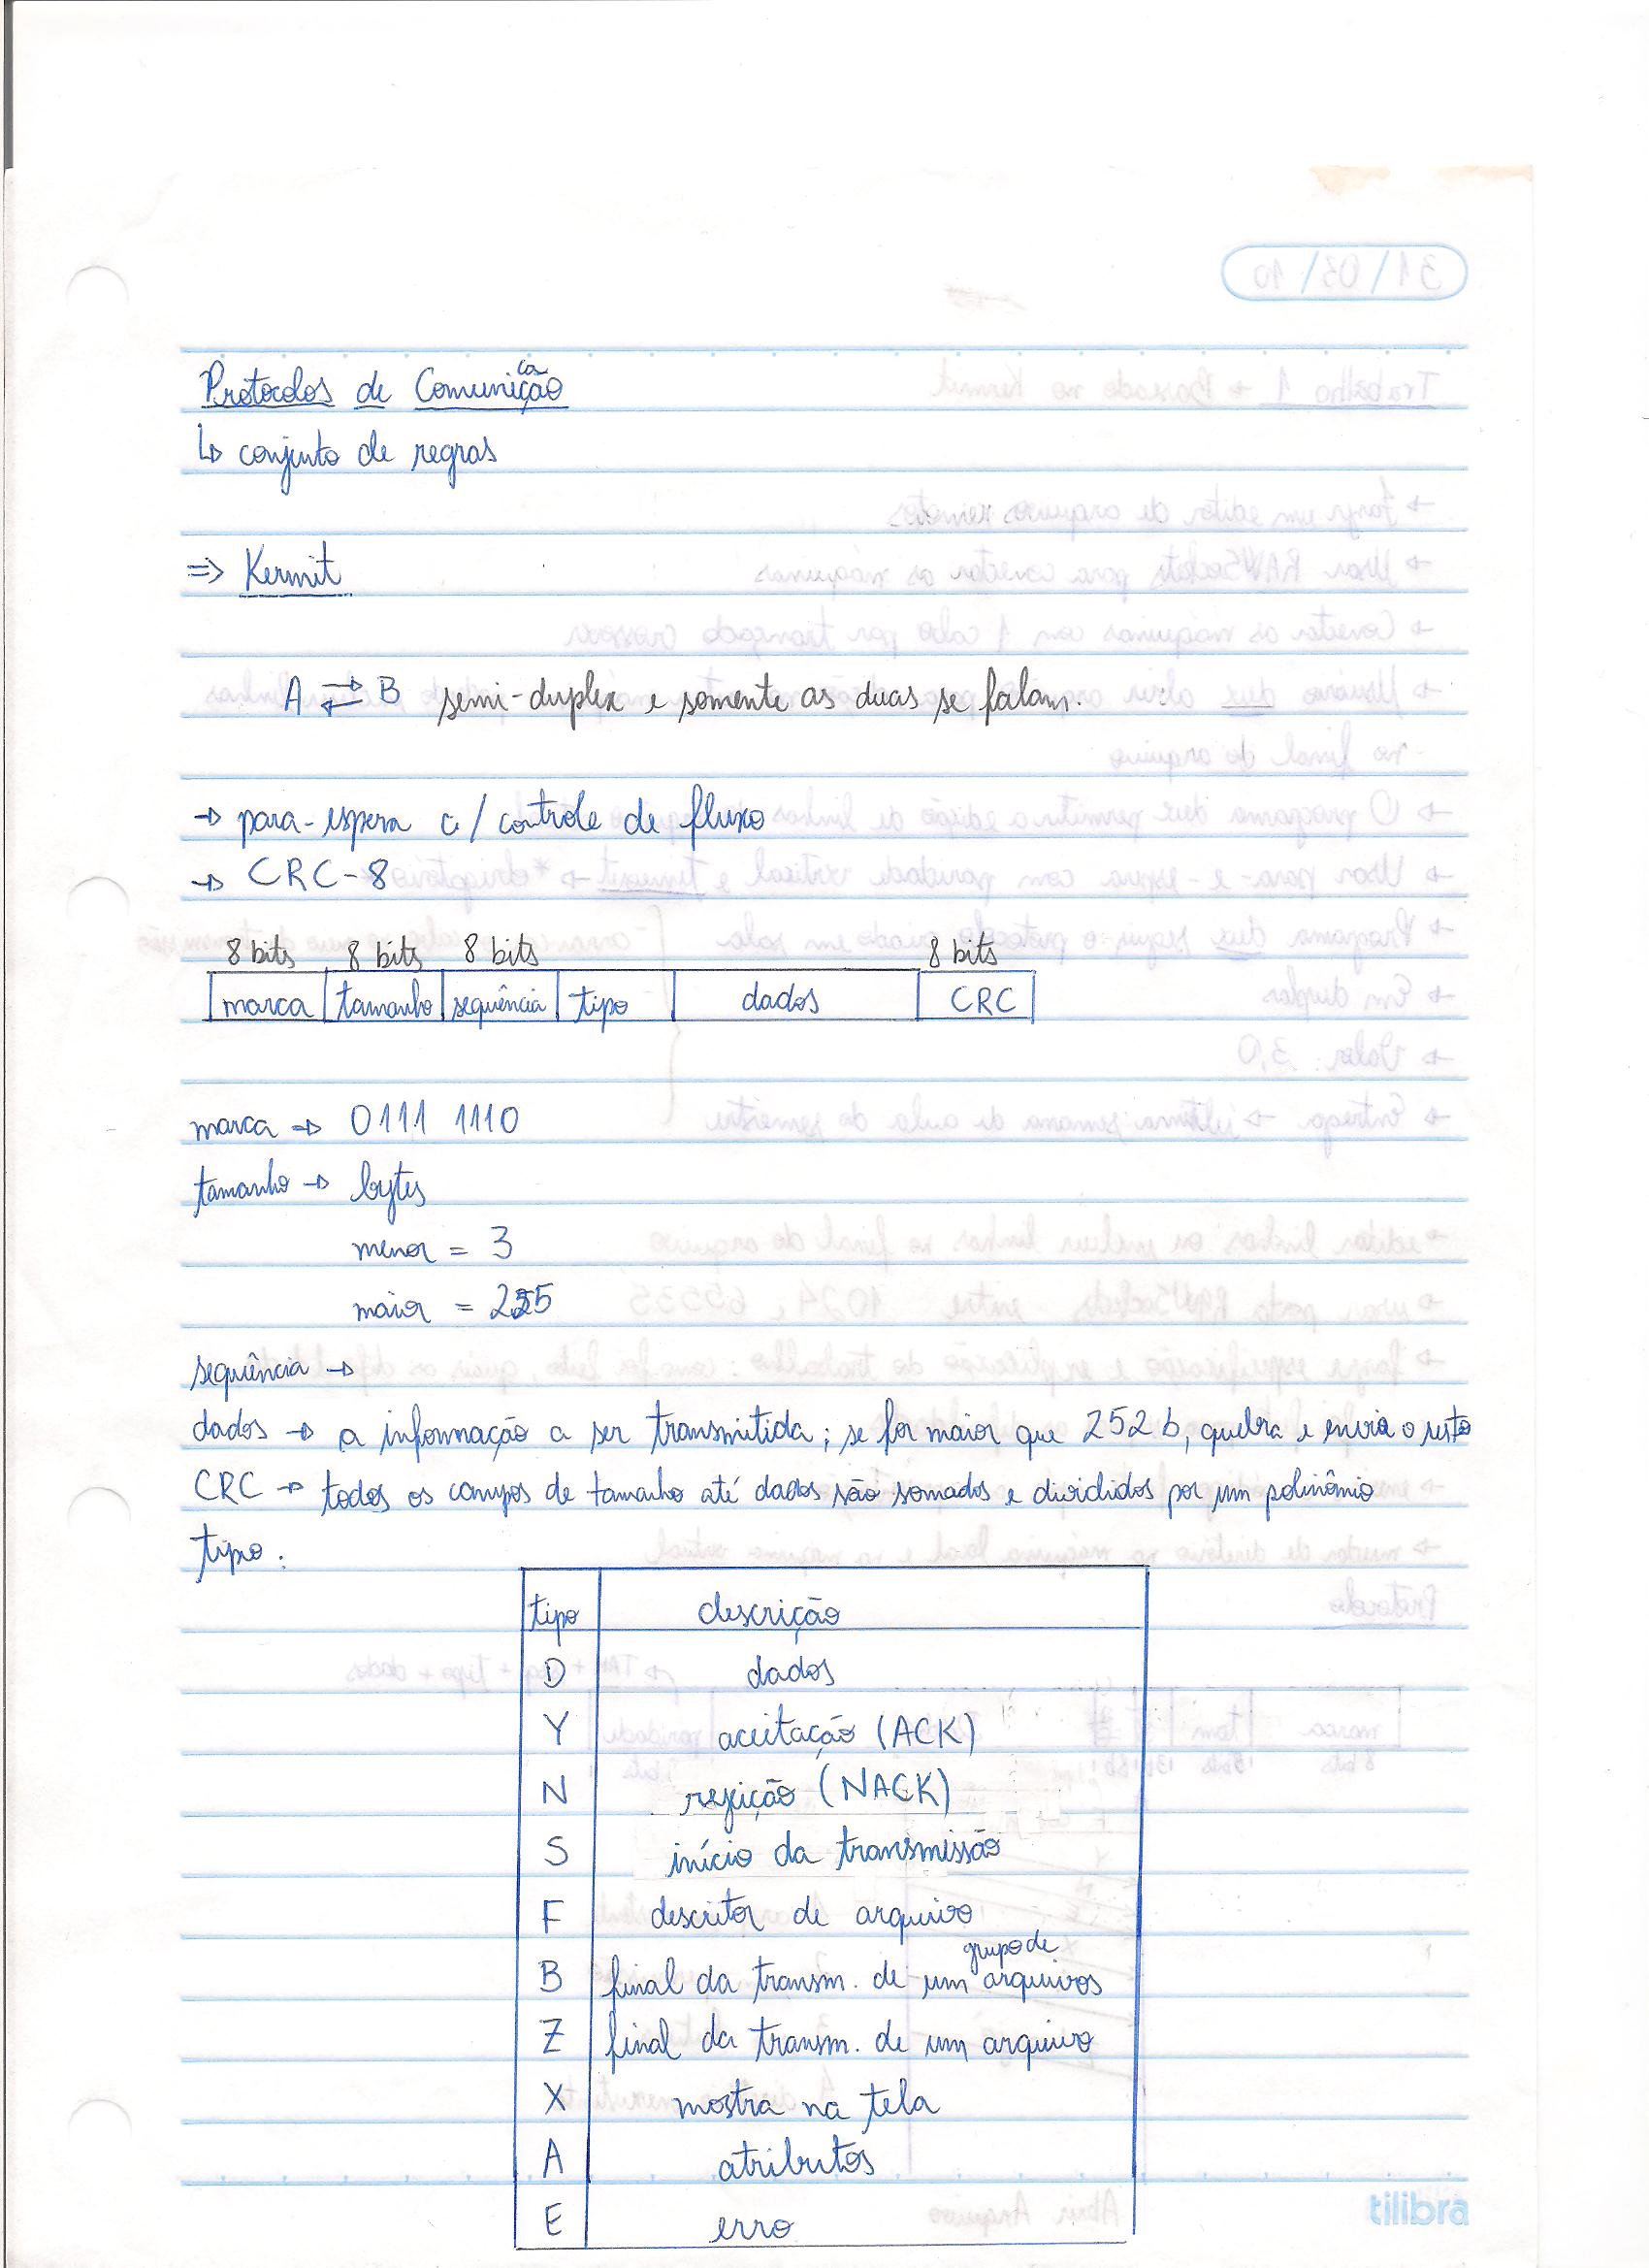 Protocolos de Comunicação
↳ conjunto de regras
⇒ Kermit
A ⇄ B semi-duplex e somente as duas se falam.
→ para-espera c/ controle de fluxo
→ CRC-8
8 bits 8 bits 8 bits 8 bits
marca tamanho sequência tipo dados CRC
marca → 0111 1110
tamanho → bytes
menor = 3
maior = 255
sequência →
dados → a informação a ser transmitida; se for maior que 252 b, quebra e envia o resto
CRC → todos os campos de tamanho até dados são somados e divididos por um polinômio
tipo:
tipo descrição
D dados
Y aceitação (ACK)
N rejeição (NACK)
S início da transmissão
F descritor de arquivo
B final da transm. de um grupo de arquivos
Z final da transm. de um arquivo
X mostra na tela
A atributos
E erro
tilibra